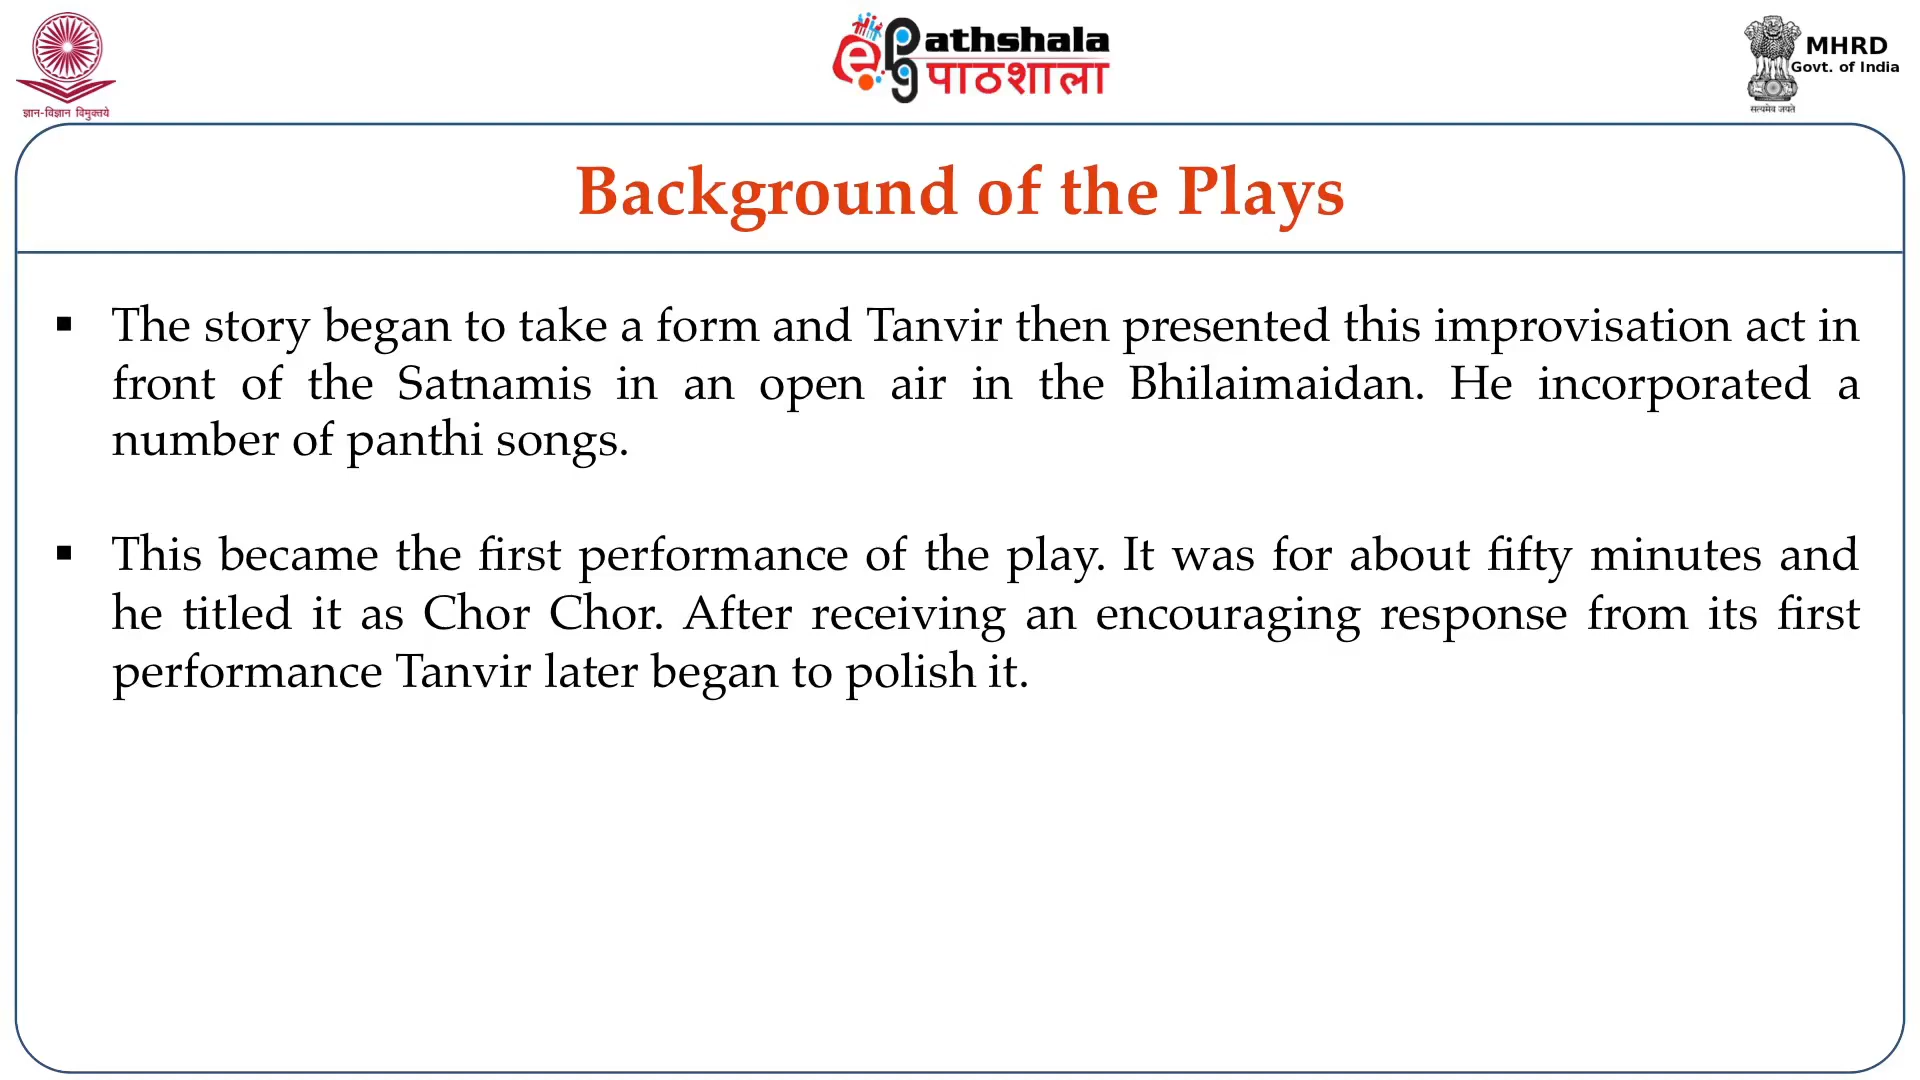 ज्ञान-विज्ञान विमुक्तये
ePathshala
पाठशाला
MHRD
Govt. of India
सत्यमेव जयते
Background of the Plays
▪ The story began to take a form and Tanvir then presented this improvisation act in
front of the Satnamis in an open air in the Bhilaimaidan. He incorporated a
number of panthi songs.
▪ This became the first performance of the play. It was for about fifty minutes and
he titled it as Chor Chor. After receiving an encouraging response from its first
performance Tanvir later began to polish it.